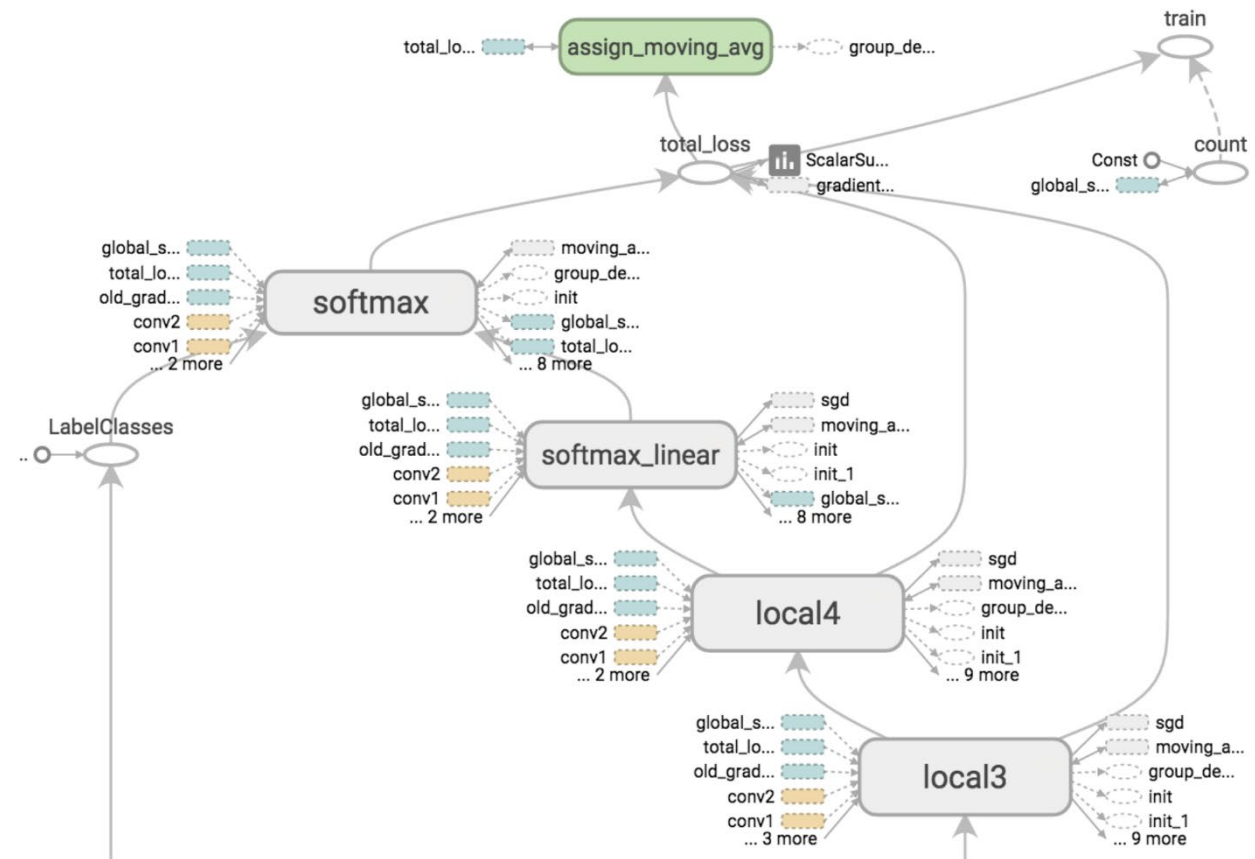 train
total_lo...
assign_moving_avg
group_de...
total_loss
ScalarSu...
gradient...
Const
count
global_s...
global_s...
total_lo...
old_grad...
conv2
conv1
... 2 more
softmax
moving_a...
group_de...
init
global_s...
total_lo...
... 8 more
LabelClasses
..
global_s...
total_lo...
old_grad...
conv2
conv1
... 2 more
softmax_linear
sgd
moving_a...
init
init_1
global_s...
... 8 more
global_s...
total_lo...
old_grad...
conv2
conv1
... 2 more
local4
sgd
moving_a...
group_de...
init
init_1
... 9 more
global_s...
total_lo...
old_grad...
conv2
conv1
... 3 more
local3
sgd
moving_a...
group_de...
init
init_1
... 9 more